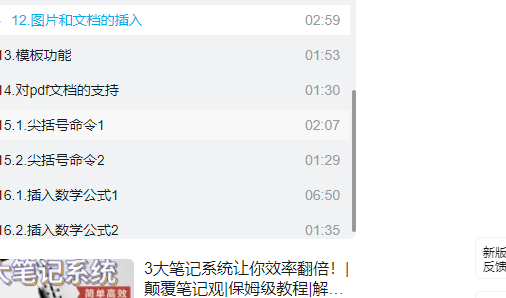 12.图片和文档的插入 02:59
13.模板功能 01:53
14.对pdf文档的支持 01:30
15.1.尖括号命令1 02:07
15.2.尖括号命令2 01:29
16.1.插入数学公式1 06:50
16.2.插入数学公式2 01:35
大笔记系统
简单高效
3大笔记系统让你效率翻倍！|
颠覆笔记观|保姆级教程|解…
新版
反馈